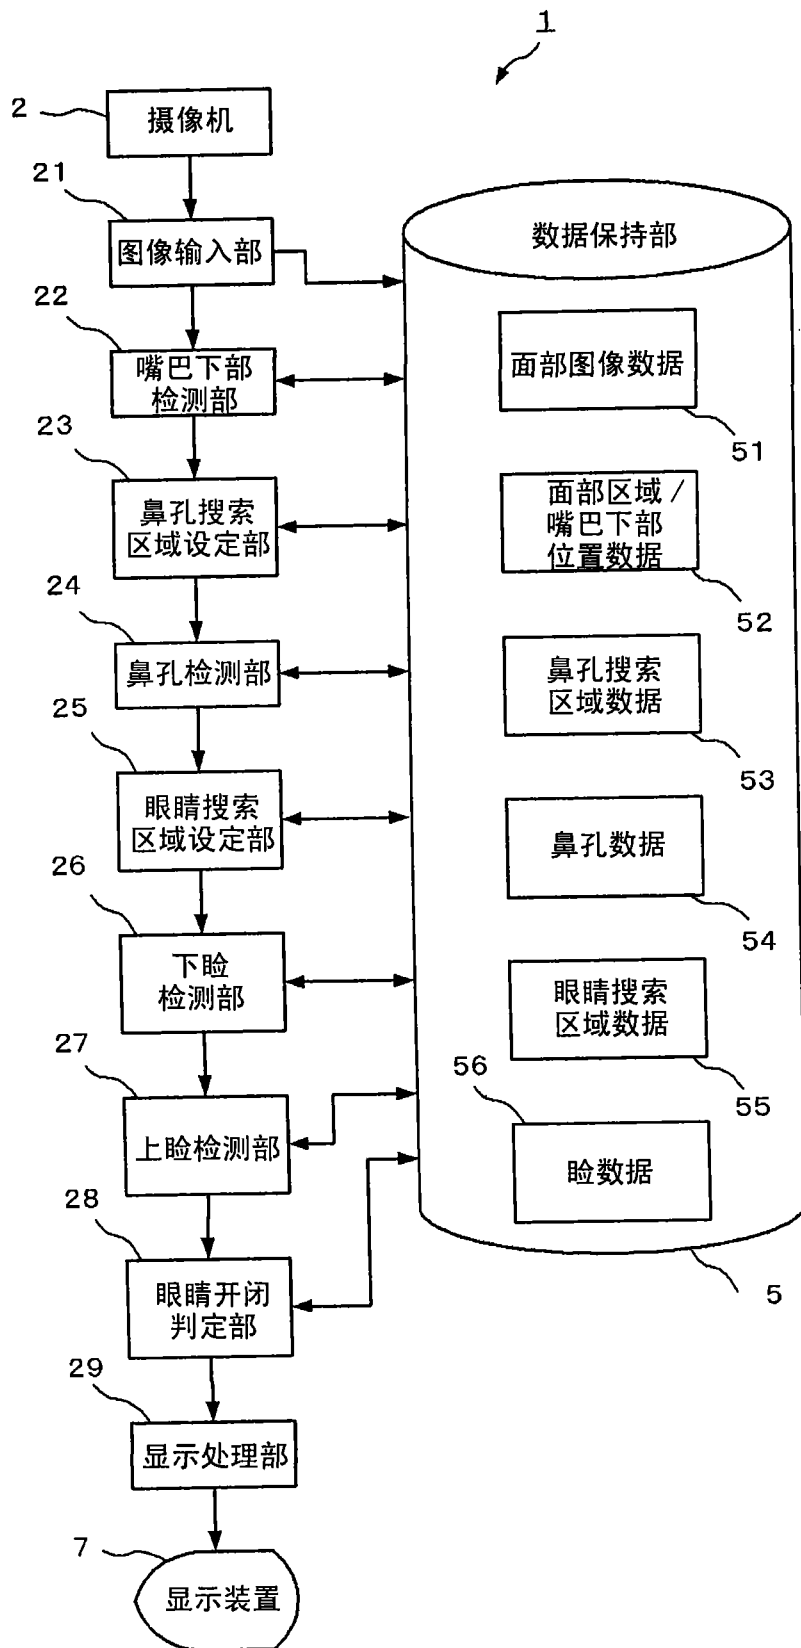 1
2
摄像机
21
图像输入部
22
嘴巴下部
检测部
23
鼻孔搜索
区域设定部
24
鼻孔检测部
25
眼睛搜索
区域设定部
26
下睑
检测部
27
上睑检测部
28
眼睛开闭
判定部
29
显示处理部
7
显示装置
数据保持部
面部图像数据
51
面部区域/
嘴巴下部
位置数据
52
鼻孔搜索
区域数据
53
鼻孔数据
54
眼睛搜索
区域数据
55
56
睑数据
5